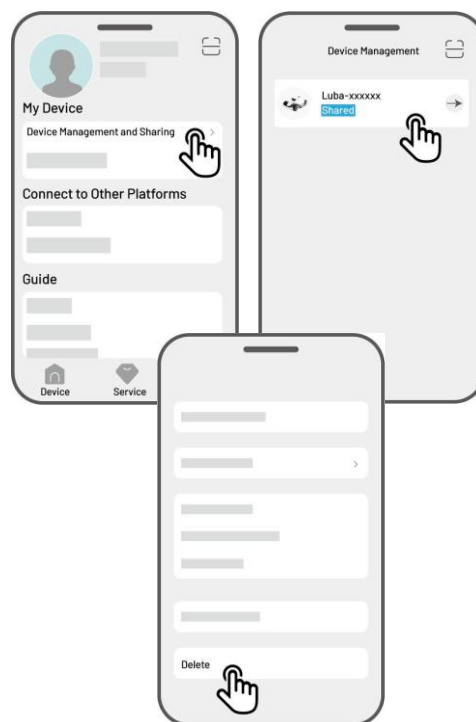 My Device
Device Management and Sharing
Connect to Other Platforms
Guide
Device
Service
Device Management
Luba-xxxxxx
Shared
Delete